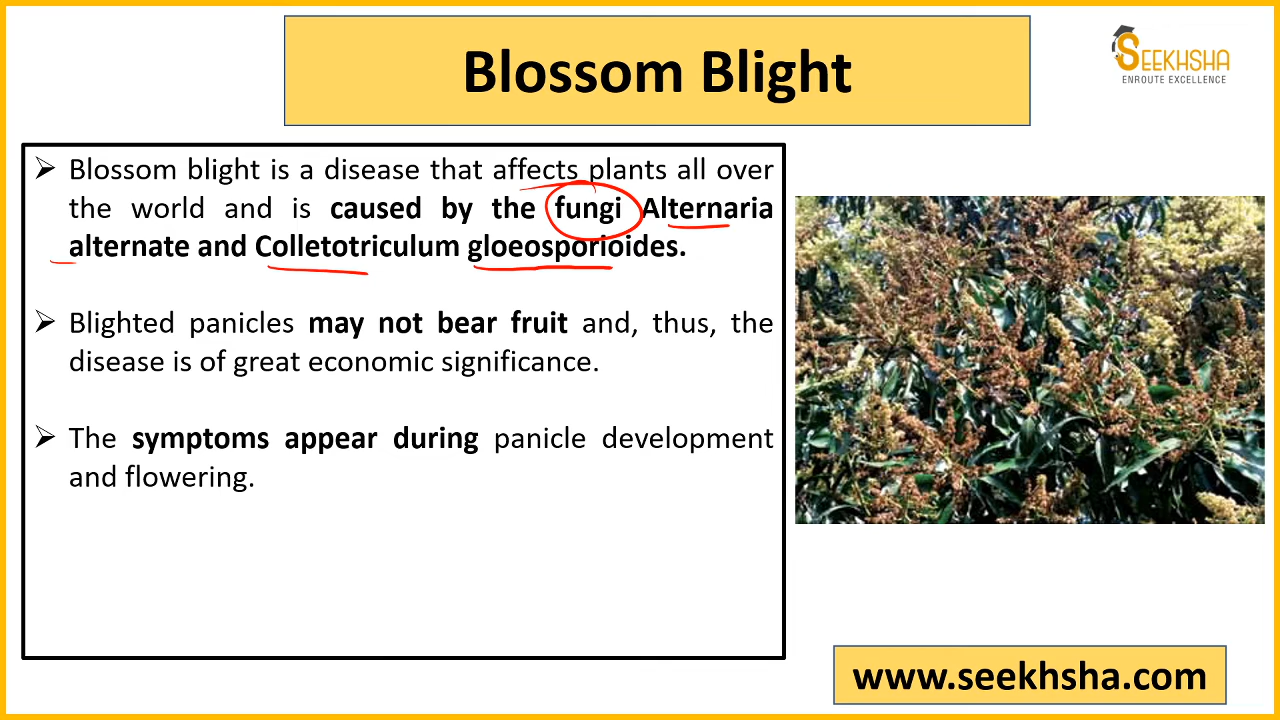 Blossom Blight
SEEKHSHA
ENROUTE EXCELLENCE
➢ Blossom blight is a disease that affects plants all over
the world and is caused by the fungi Alternaria
alternate and Colletotriculum gloeosporioides.
➢ Blighted panicles may not bear fruit and, thus, the
disease is of great economic significance.
➢ The symptoms appear during panicle development
and flowering.
www.seekhsha.com